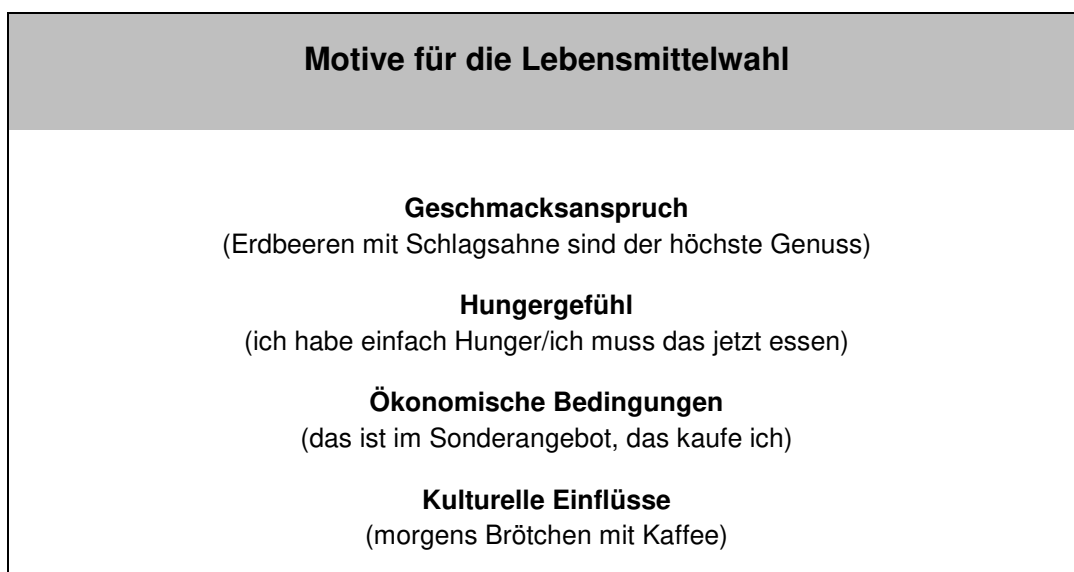 Motive für die Lebensmittelwahl
Geschmacksanspruch
(Erdbeeren mit Schlagsahne sind der höchste Genuss)
Hungergefühl
(ich habe einfach Hunger/ich muss das jetzt essen)
Ökonomische Bedingungen
(das ist im Sonderangebot, das kaufe ich)
Kulturelle Einflüsse
(morgens Brötchen mit Kaffee)